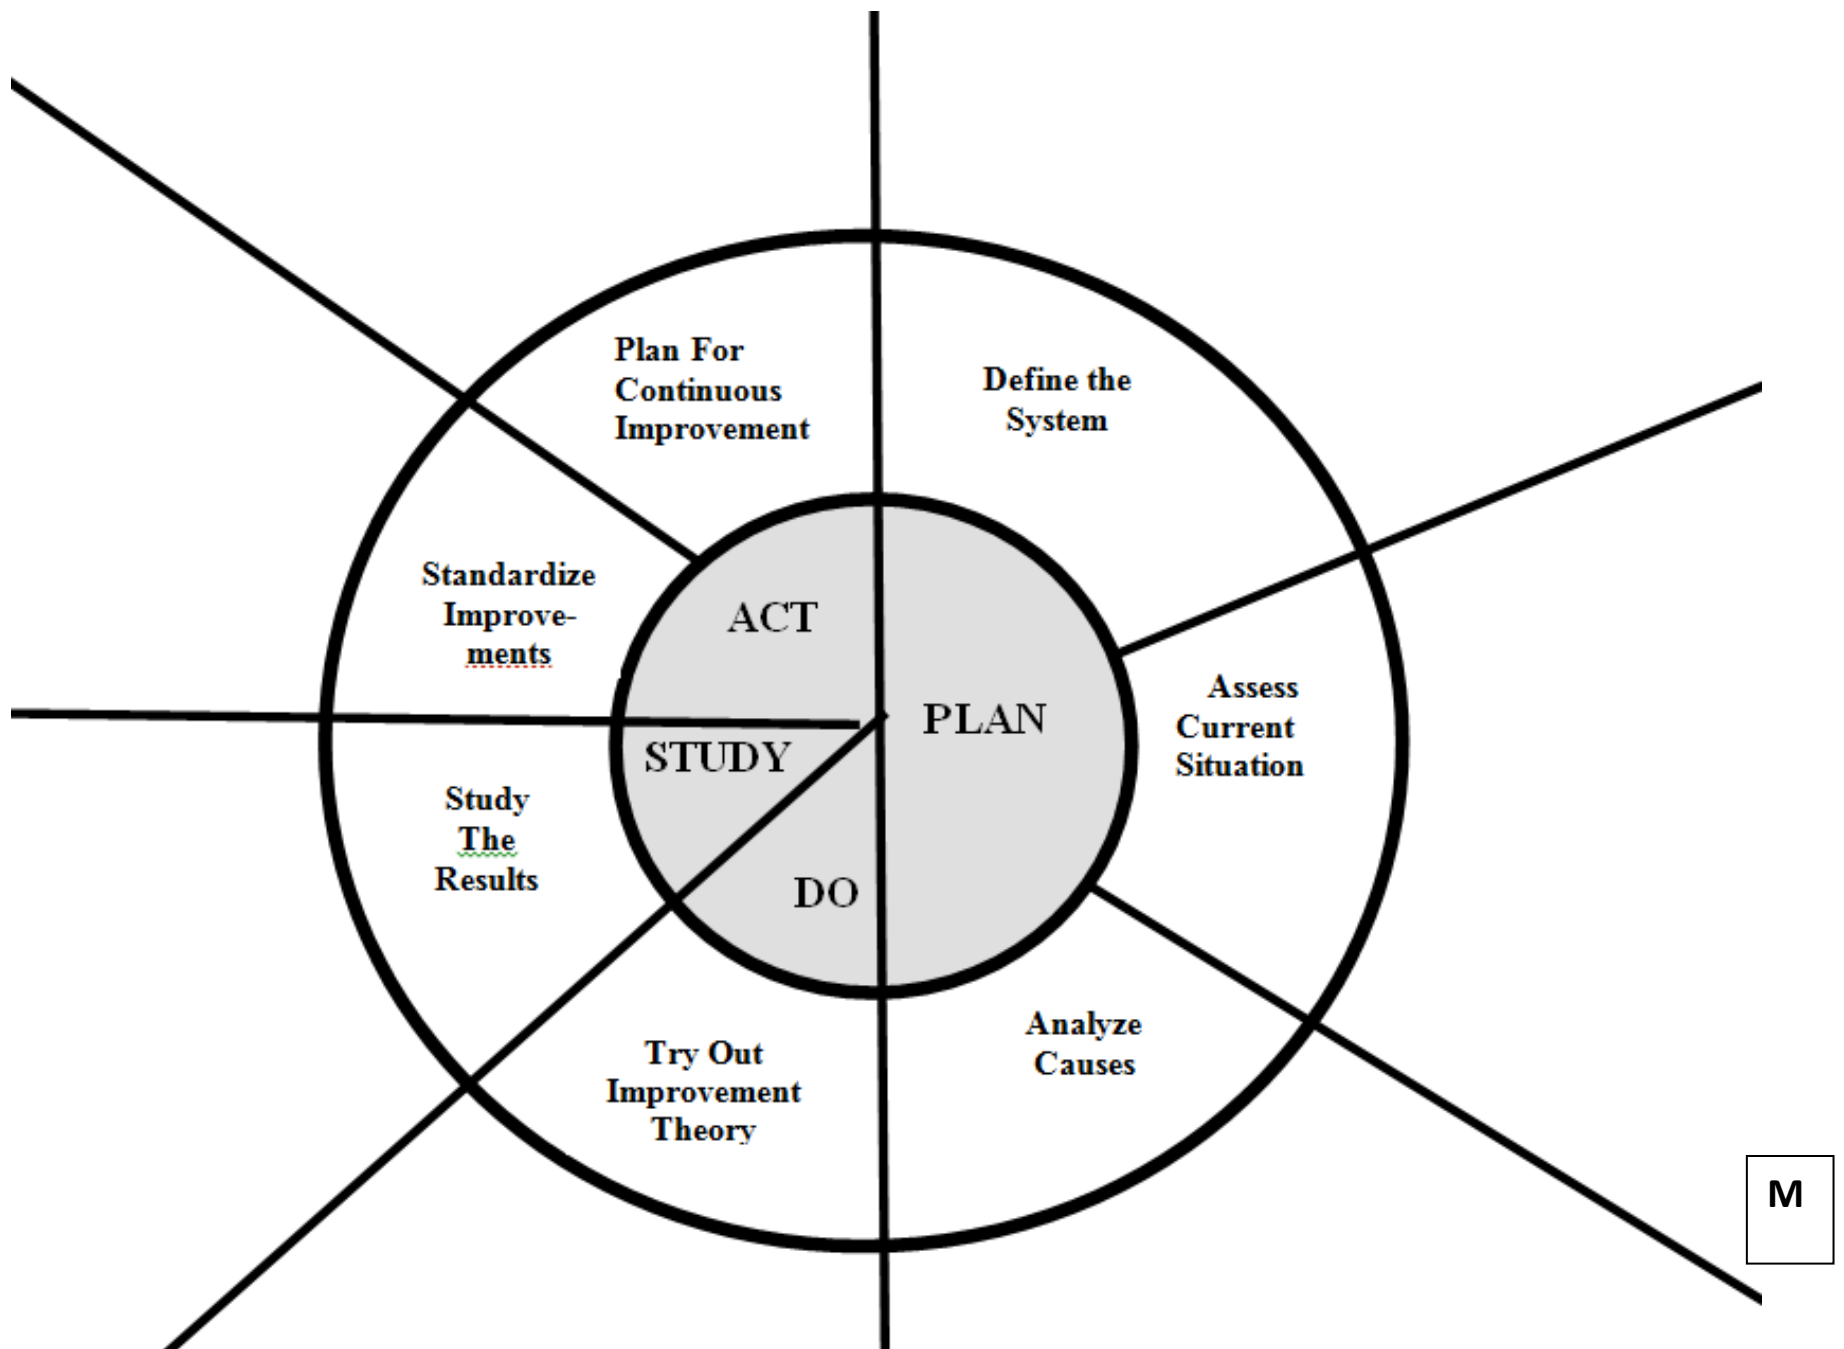 Plan For
Continuous
Improvement
Define the
System
Standardize
Improve-
ments
ACT
Assess
Current
Situation
PLAN
STUDY
Study
The
Results
DO
Analyze
Causes
Try Out
Improvement
Theory
M